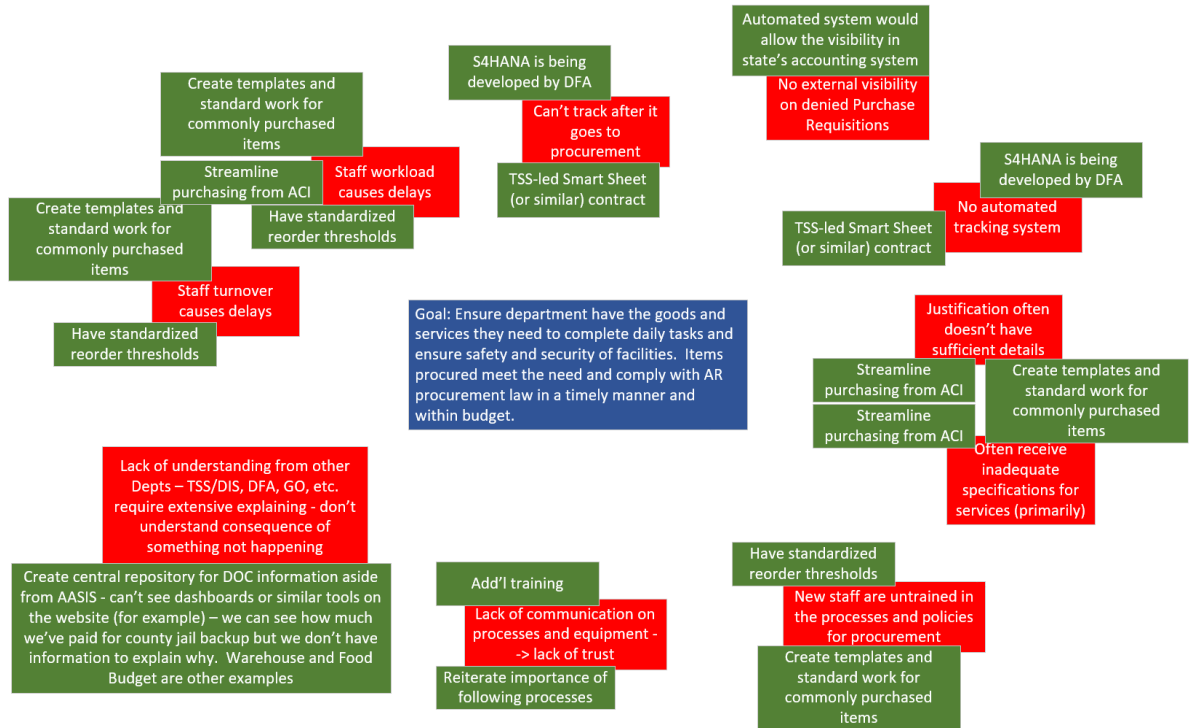 Automated system would
allow the visibility in
state's accounting system
No external visibility
on denied Purchase
Requisitions
S4HANA is being
developed by DFA
Can't track after it
goes to
procurement
TSS-led Smart Sheet
(or similar) contract
Create templates and
standard work for
commonly purchased
items
Streamline
purchasing from ACI
Staff workload
causes delays
Have standardized
reorder thresholds
Create templates and
standard work for
commonly purchased
items
Staff turnover
causes delays
Have standardized
reorder thresholds
S4HANA is being
developed by DFA
No automated
tracking system
TSS-led Smart Sheet
(or similar) contract
Goal: Ensure department have the goods and
services they need to complete daily tasks and
ensure safety and security of facilities. Items
procured meet the need and comply with AR
procurement law in a timely manner and
within budget.
Justification often
doesn't have
sufficient details
Streamline
purchasing from ACI
Streamline
purchasing from ACI
Create templates and
standard work for
commonly purchased
items
Often receive
inadequate
specifications for
services (primarily)
Lack of understanding from other
Depts – TSS/DIS, DFA, GO, etc.
require extensive explaining - don't
understand consequence of
something not happening
Create central repository for DOC information aside
from AASIS - can't see dashboards or similar tools on
the website (for example) – we can see how much
we've paid for county jail backup but we don't have
information to explain why. Warehouse and Food
Budget are other examples
Add'l training
Lack of communication on
processes and equipment -
-> lack of trust
Reiterate importance of
following processes
Have standardized
reorder thresholds
New staff are untrained in
the processes and policies
for procurement
Create templates and
standard work for
commonly purchased
items